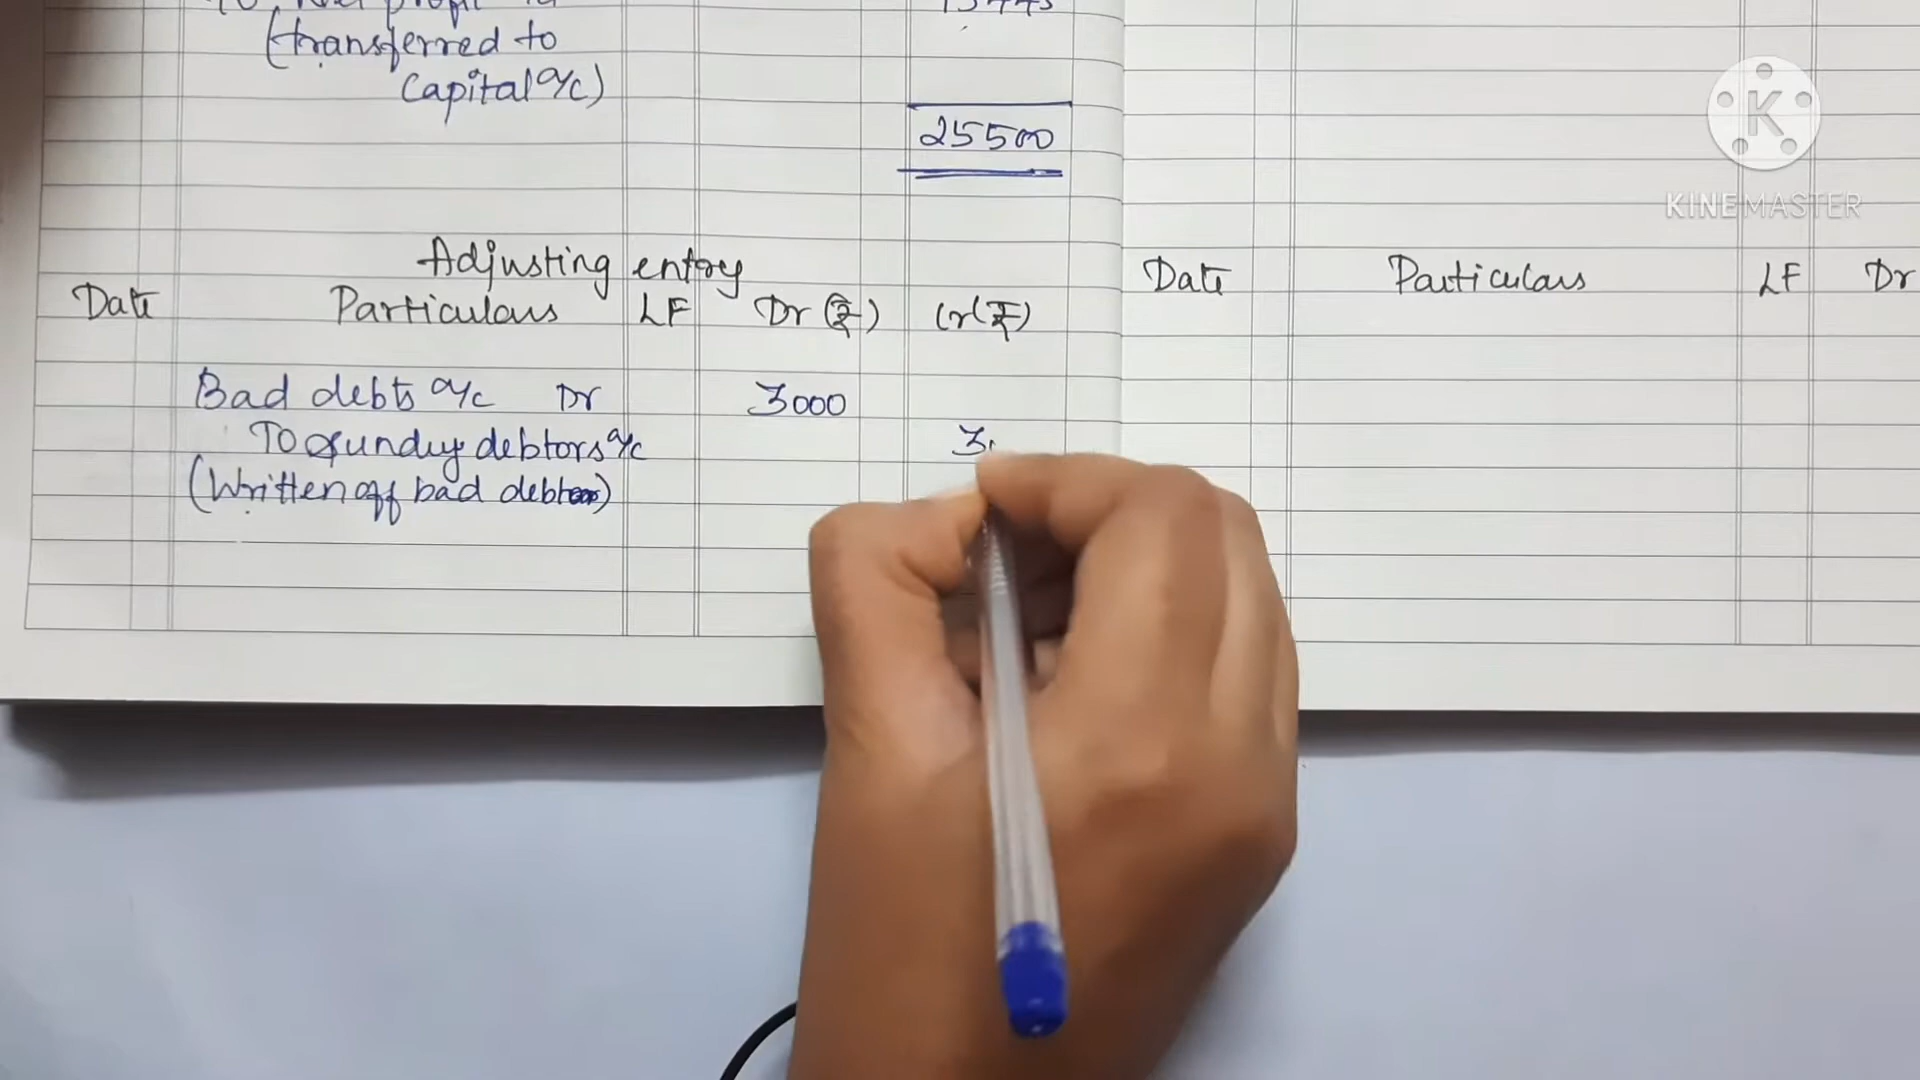 (transferred to
Capital a/c)
25500
Adjusting entry
Date Particulars LF Dr (₹) Cr (₹)
Bad debts a/c Dr 3000
To sundry debtors a/c 3
(Written off bad debts)
Date Particulars LF Dr
K
KINEMASTER